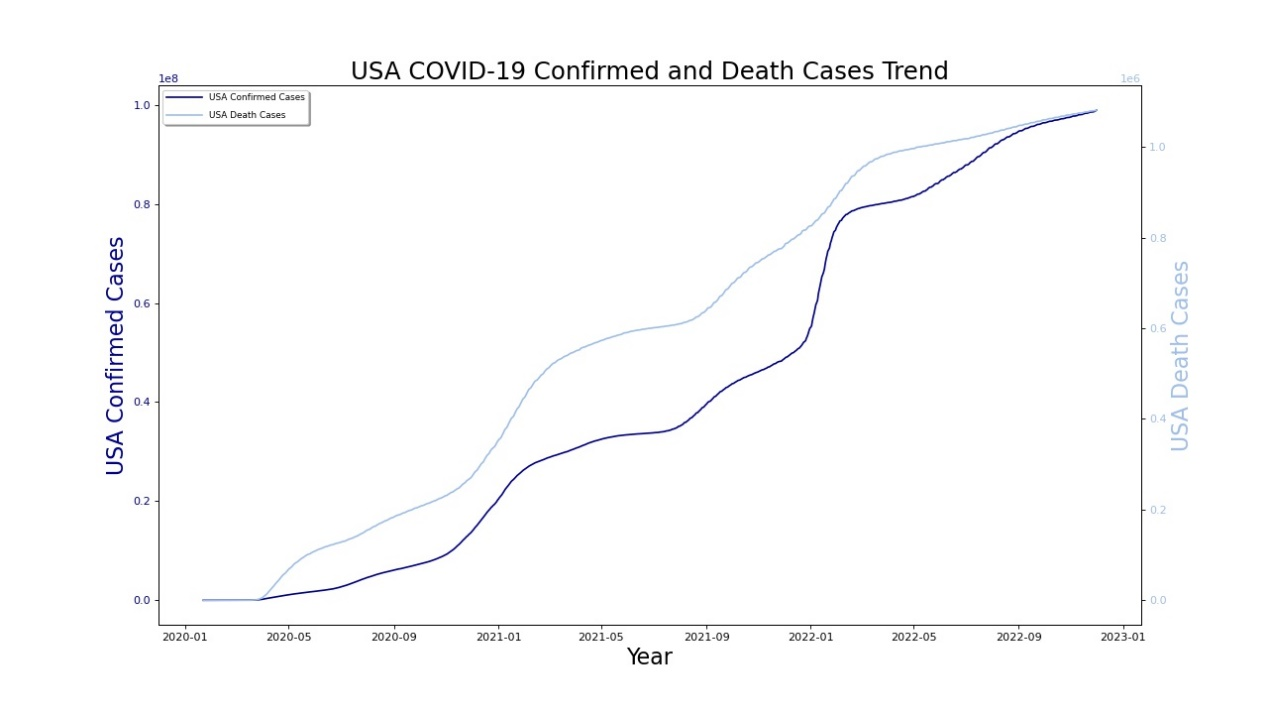 USA COVID-19 Confirmed and Death Cases Trend
1e8
1e6
USA Confirmed Cases
USA Death Cases
1.0
0.8
0.6
0.4
0.2
0.0
USA Confirmed Cases
1.0
0.8
0.6
0.4
0.2
0.0
USA Death Cases
2020-01 2020-05 2020-09 2021-01 2021-05 2021-09 2022-01 2022-05 2022-09 2023-01
Year